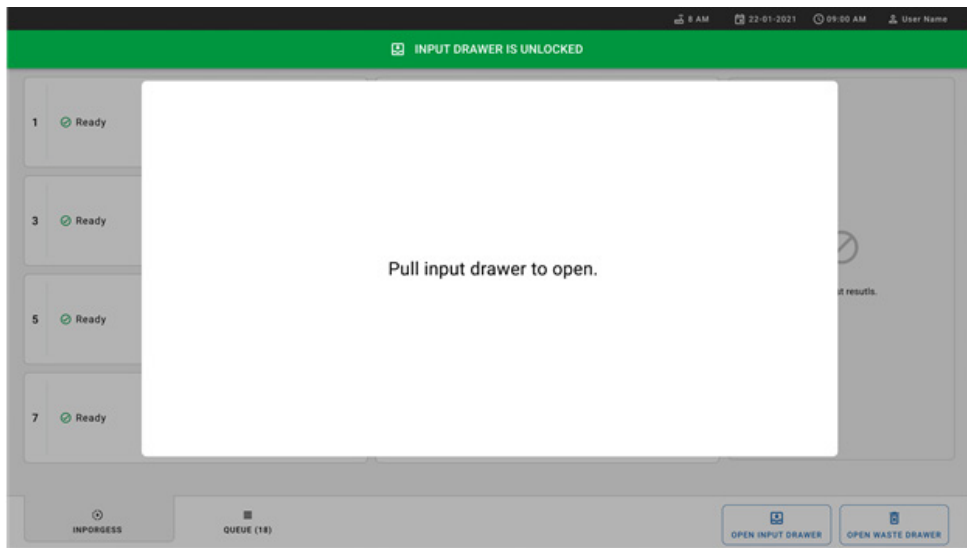 8 AM 22-01-2021 09:00 AM User Name
INPUT DRAWER IS UNLOCKED
1 Ready
3 Ready
Pull input drawer to open.
resutls.
5 Ready
7 Ready
INPORGESS QUEUE (18) OPEN INPUT DRAWER OPEN WASTE DRAWER